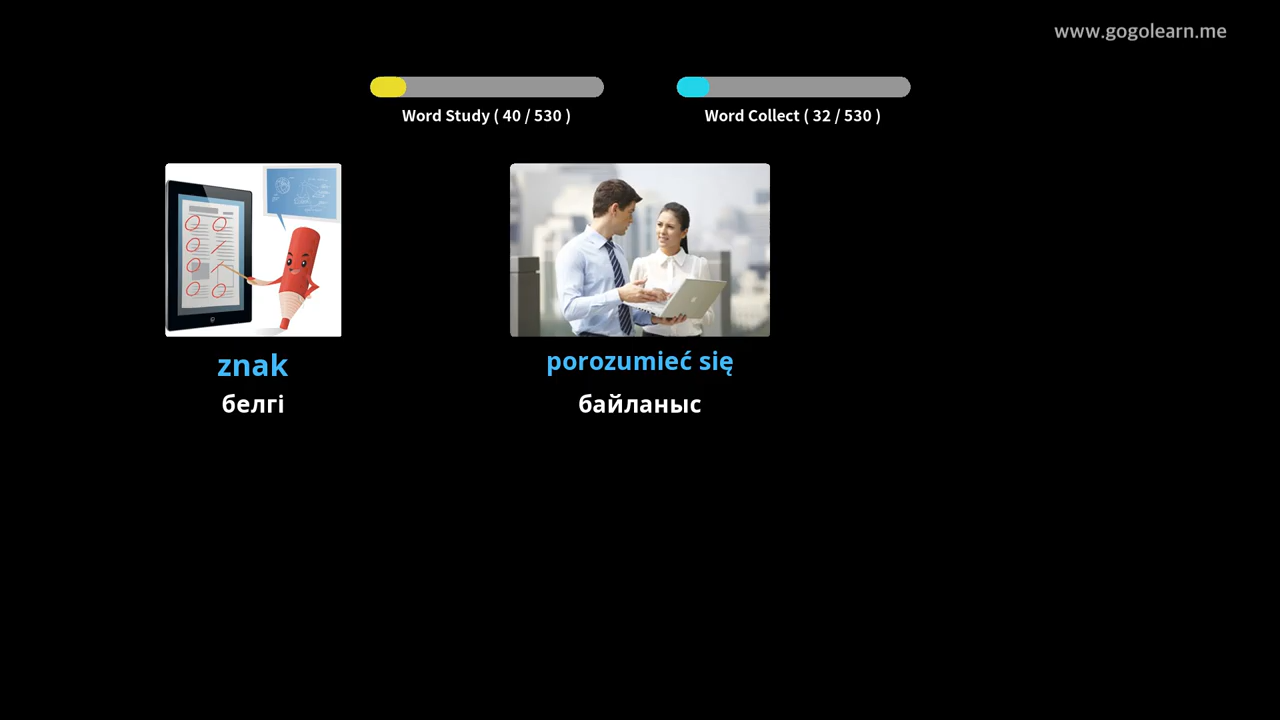 www.gogolearn.me
Word Study ( 40 / 530 )
Word Collect ( 32 / 530 )
znak
белгі
porozumieć się
байланыс